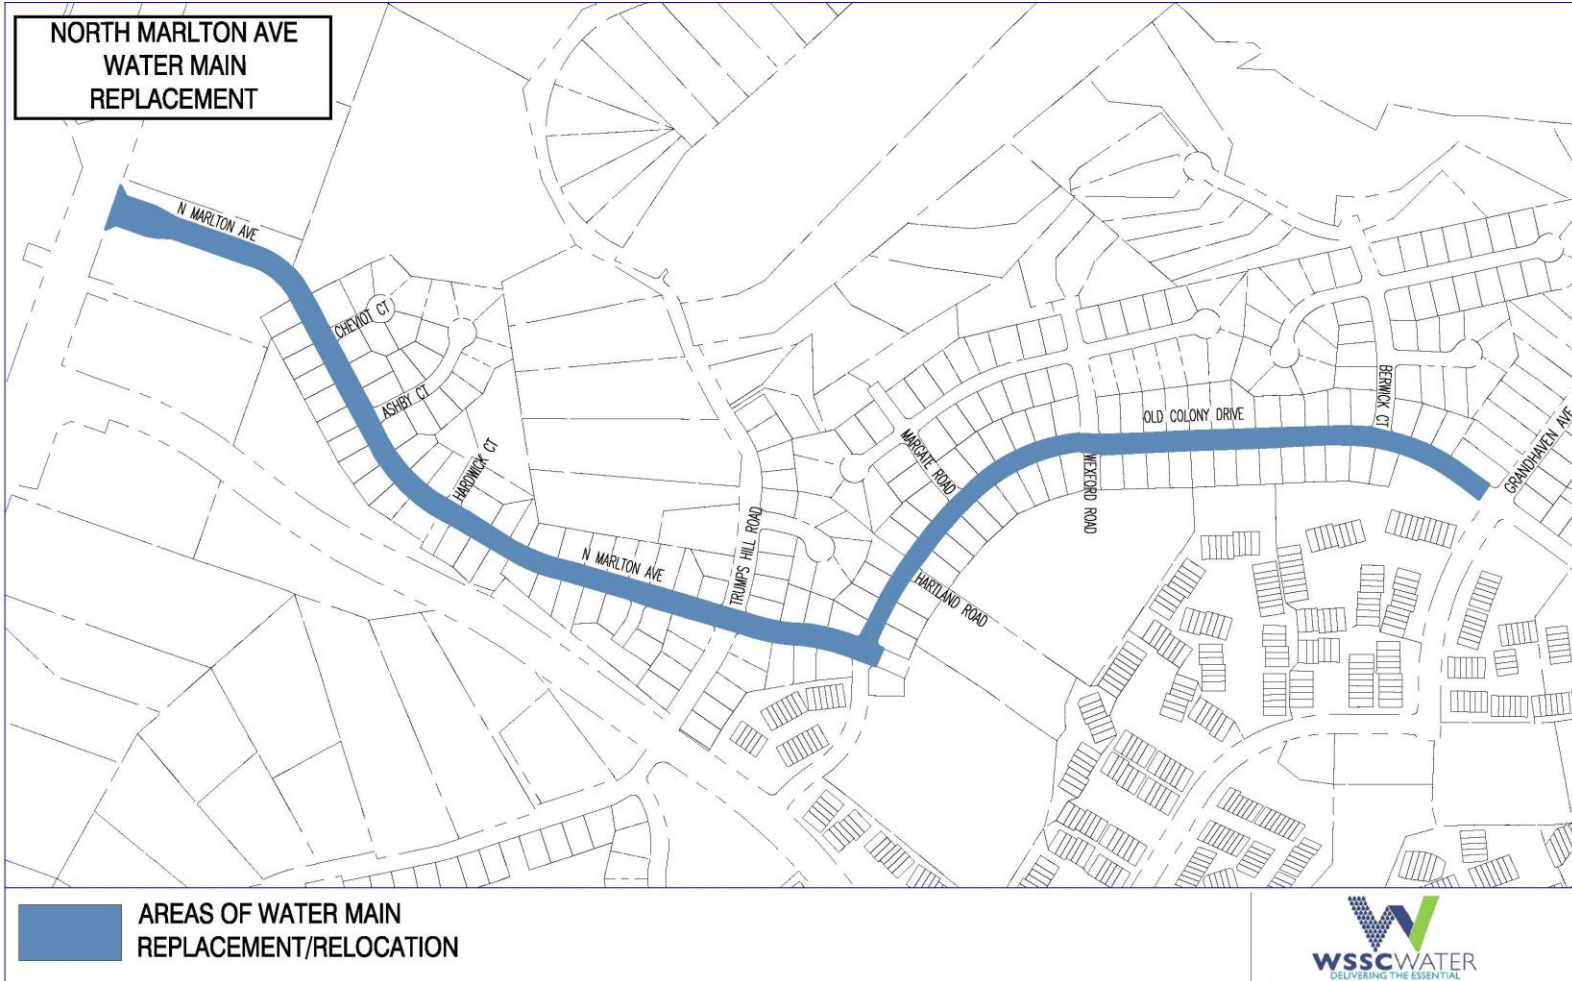 NORTH MARLTON AVE
WATER MAIN
REPLACEMENT
N MARLTON AVE
CHEVIOT CT
ASHBY CT
HARDWICK CT
N MARLTON AVE
TRUMPS HILL ROAD
MARGATE ROAD
HARTLAND ROAD
WEXFORD ROAD
OLD COLONY DRIVE
BERWICK CT
GRANDHAVEN AVE
AREAS OF WATER MAIN
REPLACEMENT/RELOCATION
WSSCWATER
DELIVERING THE ESSENTIAL